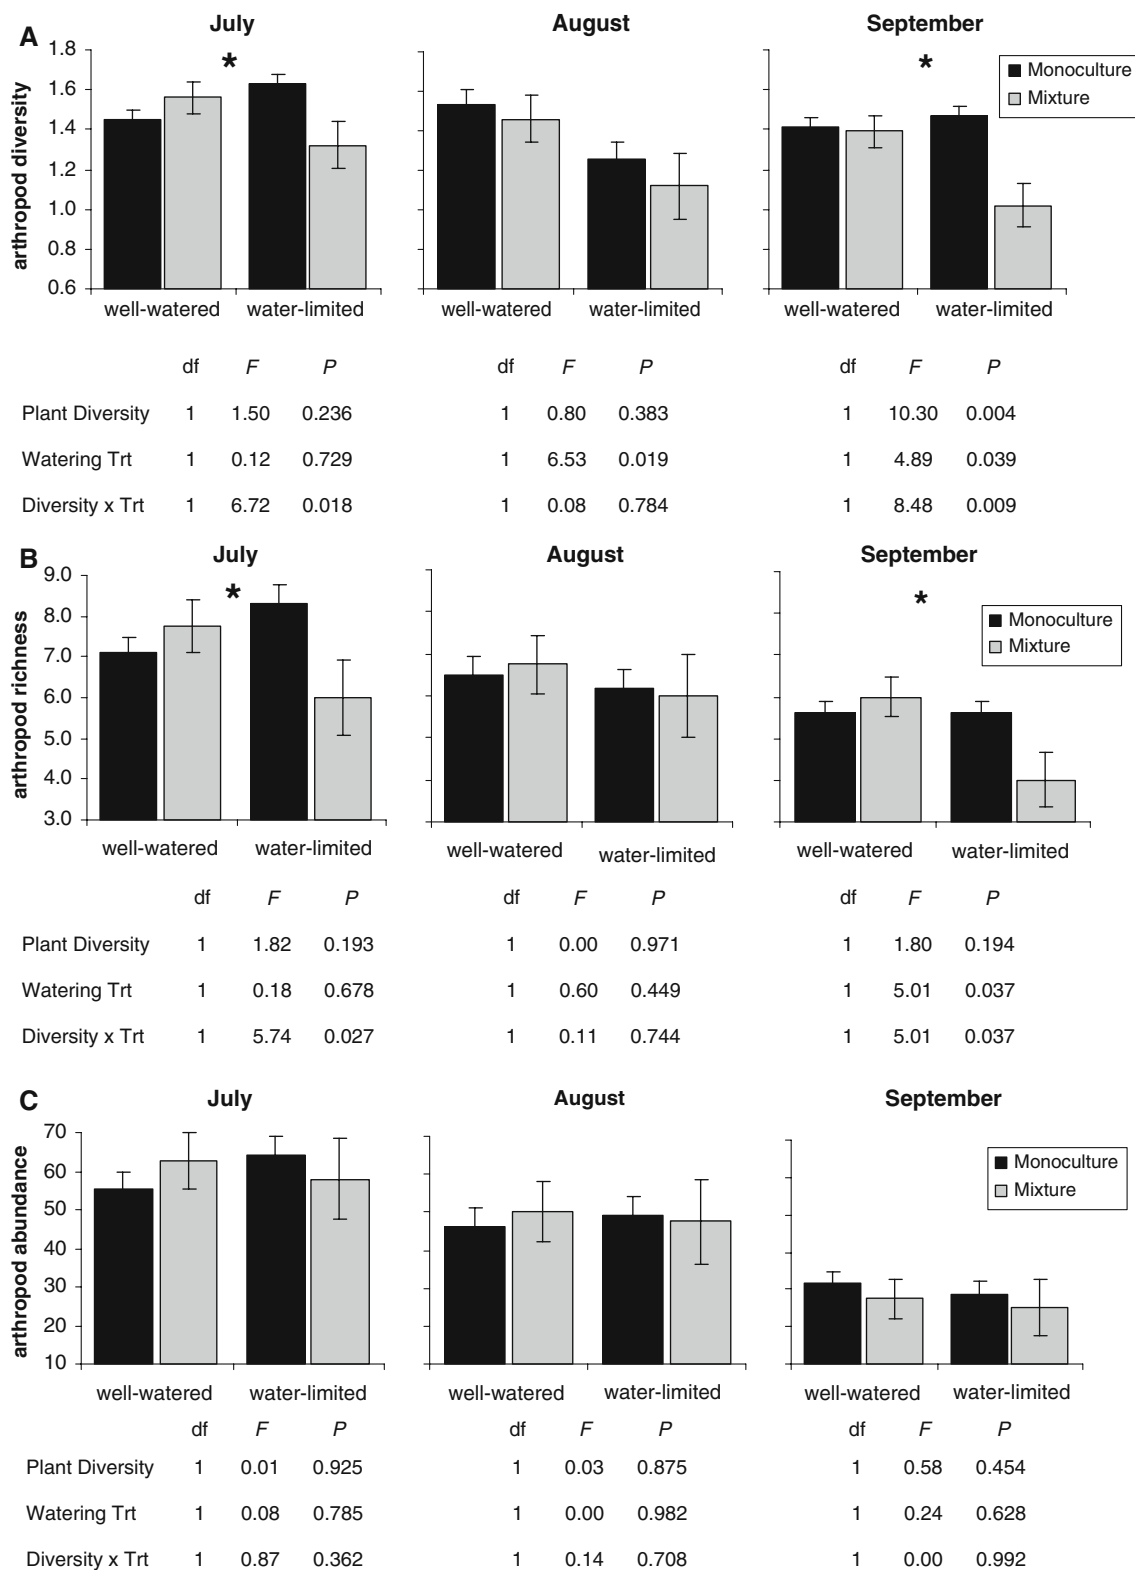 A
July August September
*
*
Monoculture
Mixture
arthropod diversity
1.8
1.6
1.4
1.2
1.0
0.8
0.6
well-watered water-limited well-watered water-limited well-watered water-limited
df F P df F P df F P
Plant Diversity 1 1.50 0.236 1 0.80 0.383 1 10.30 0.004
Watering Trt 1 0.12 0.729 1 6.53 0.019 1 4.89 0.039
Diversity x Trt 1 6.72 0.018 1 0.08 0.784 1 8.48 0.009
B
July August September
*
*
Monoculture
Mixture
arthropod richness
9.0
8.0
7.0
6.0
5.0
4.0
3.0
well-watered water-limited well-watered water-limited well-watered water-limited
df F P df F P df F P
Plant Diversity 1 1.82 0.193 1 0.00 0.971 1 1.80 0.194
Watering Trt 1 0.18 0.678 1 0.60 0.449 1 5.01 0.037
Diversity x Trt 1 5.74 0.027 1 0.11 0.744 1 5.01 0.037
C
July August September
Monoculture
Mixture
arthropod abundance
70
60
50
40
30
20
10
well-watered water-limited well-watered water-limited well-watered water-limited
df F P df F P df F P
Plant Diversity 1 0.01 0.925 1 0.03 0.875 1 0.58 0.454
Watering Trt 1 0.08 0.785 1 0.00 0.982 1 0.24 0.628
Diversity x Trt 1 0.87 0.362 1 0.14 0.708 1 0.00 0.992